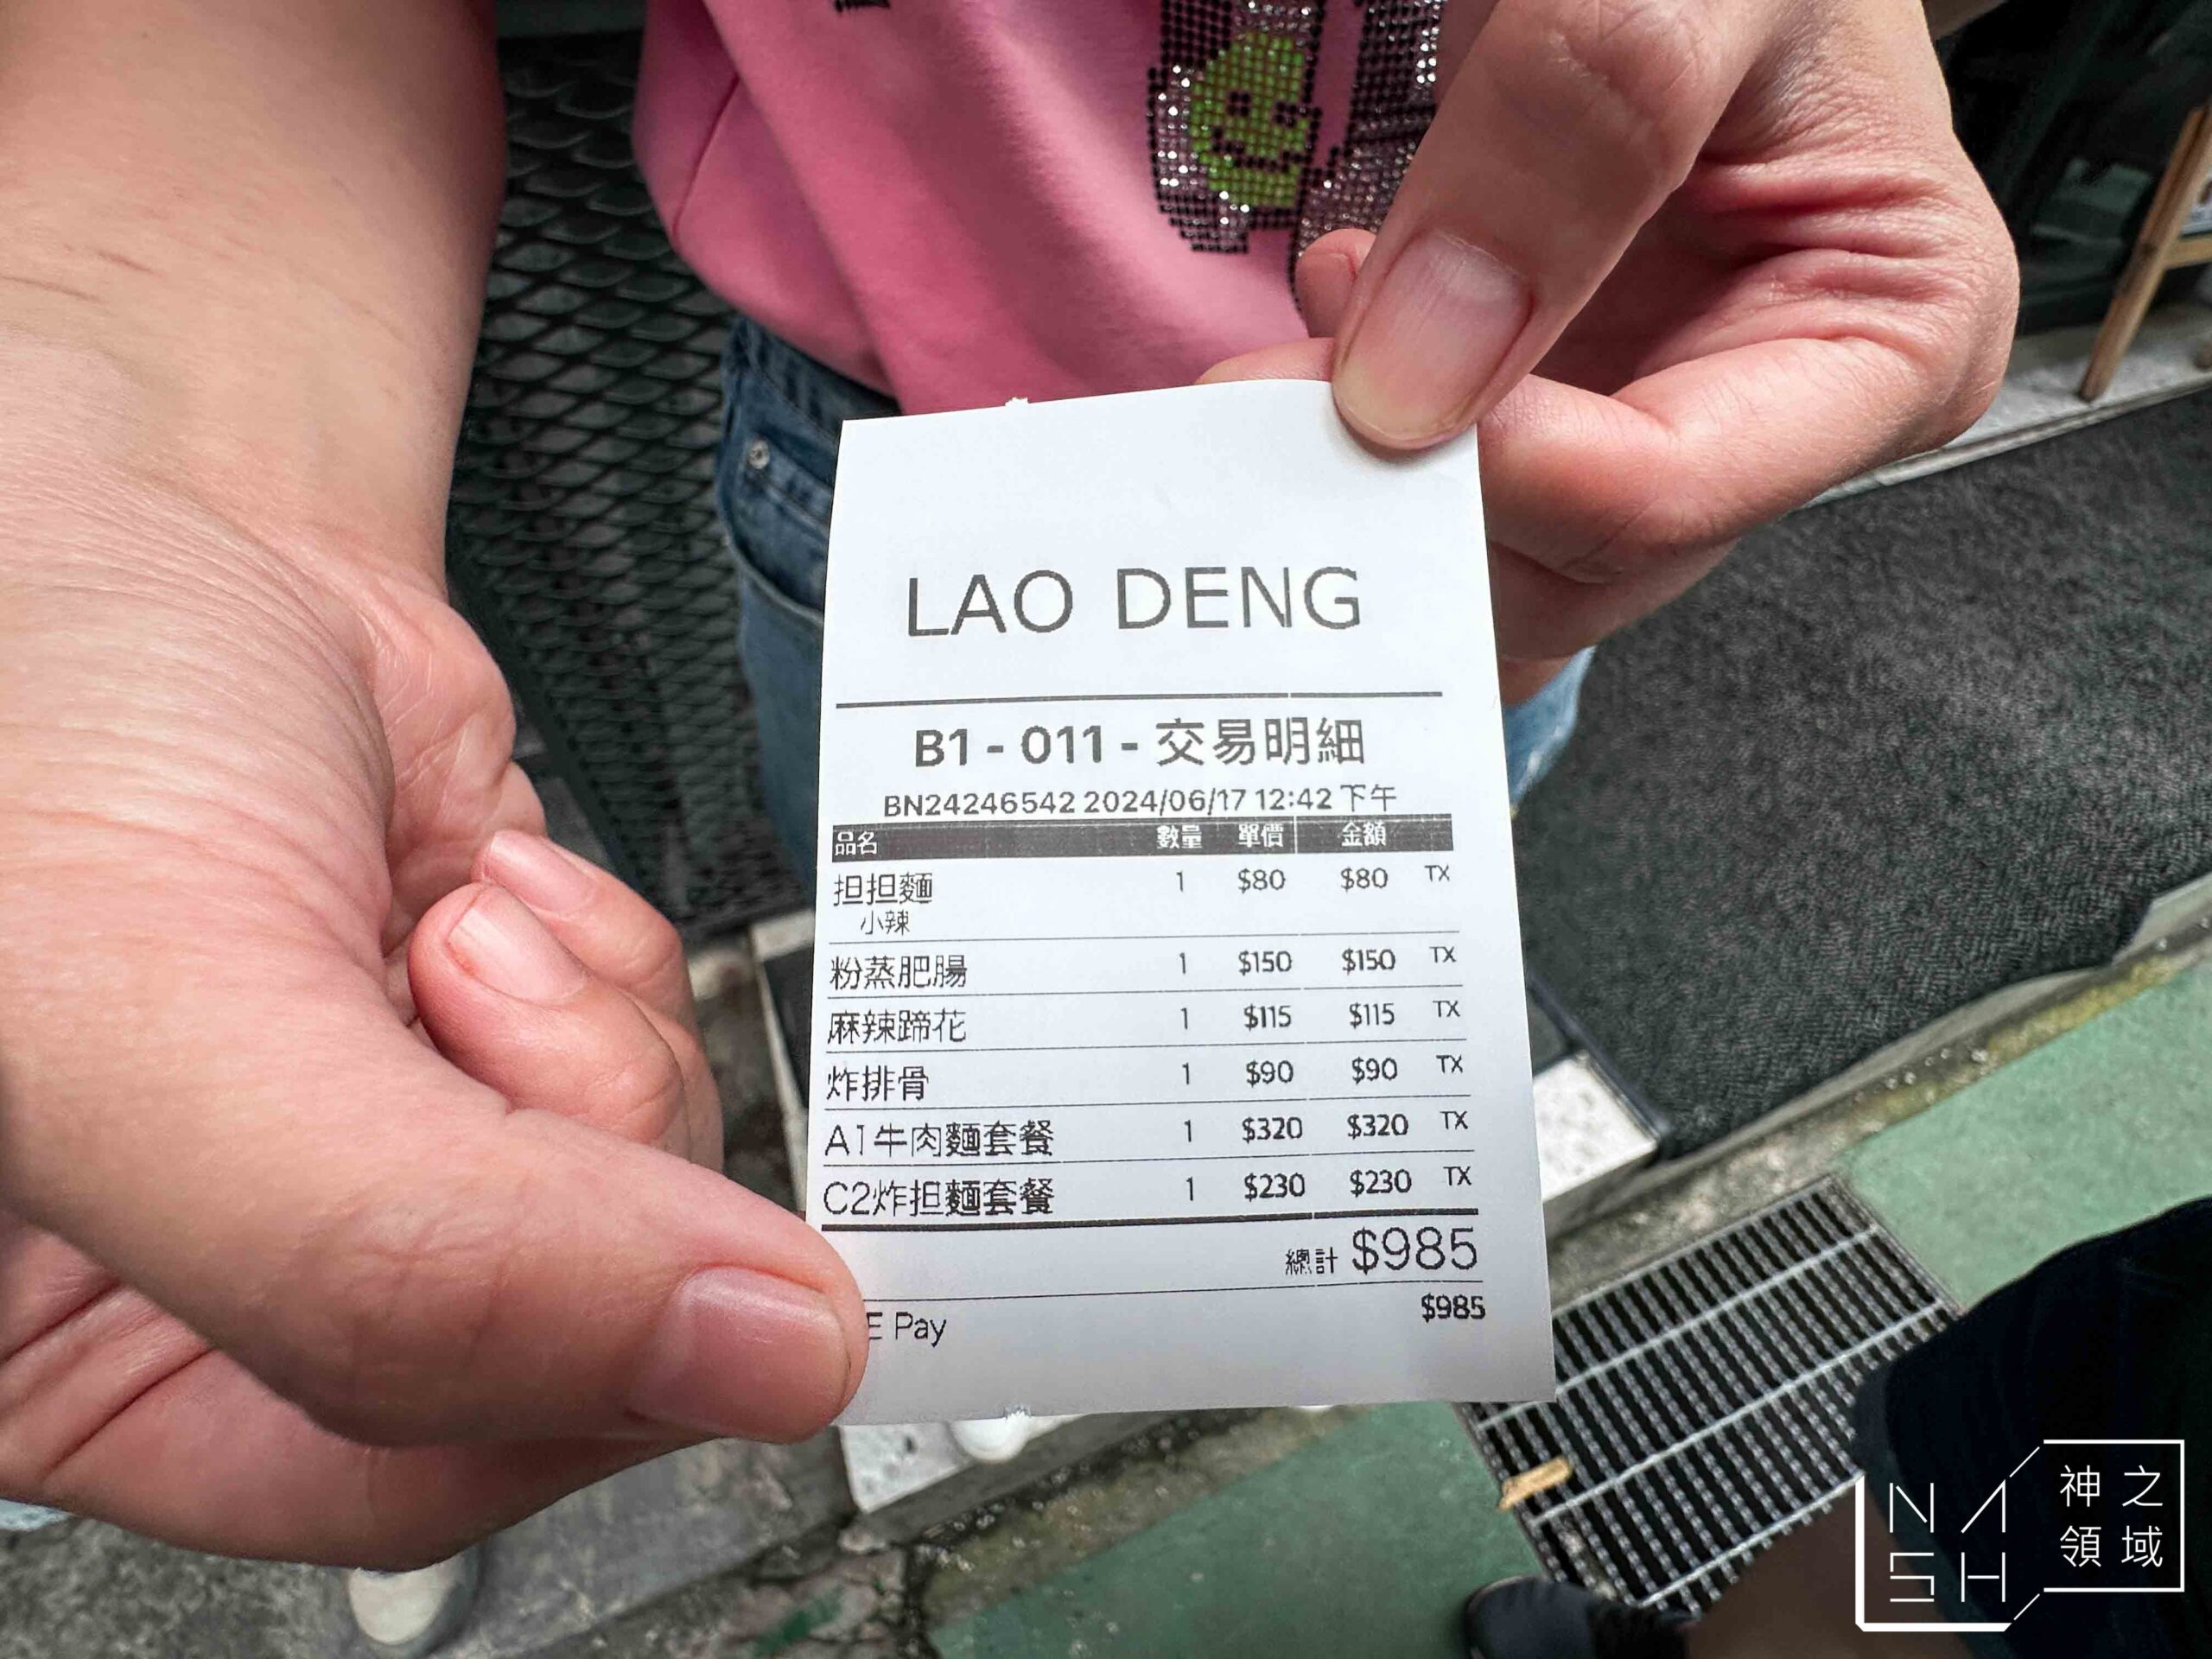 LAO DENG
B1 - 011 - 交易明細
BN24246542 2024/06/17 12:42 下午
品名 數量 單價 金額
担担麵 1 $80 $80 TX
小辣
粉蒸肥腸 1 $150 $150 TX
麻辣蹄花 1 $115 $115 TX
炸排骨 1 $90 $90 TX
A1牛肉麵套餐 1 $320 $320 TX
C2炸担麵套餐 1 $230 $230 TX
總計 $985
E Pay $985
NASH
神之
領域